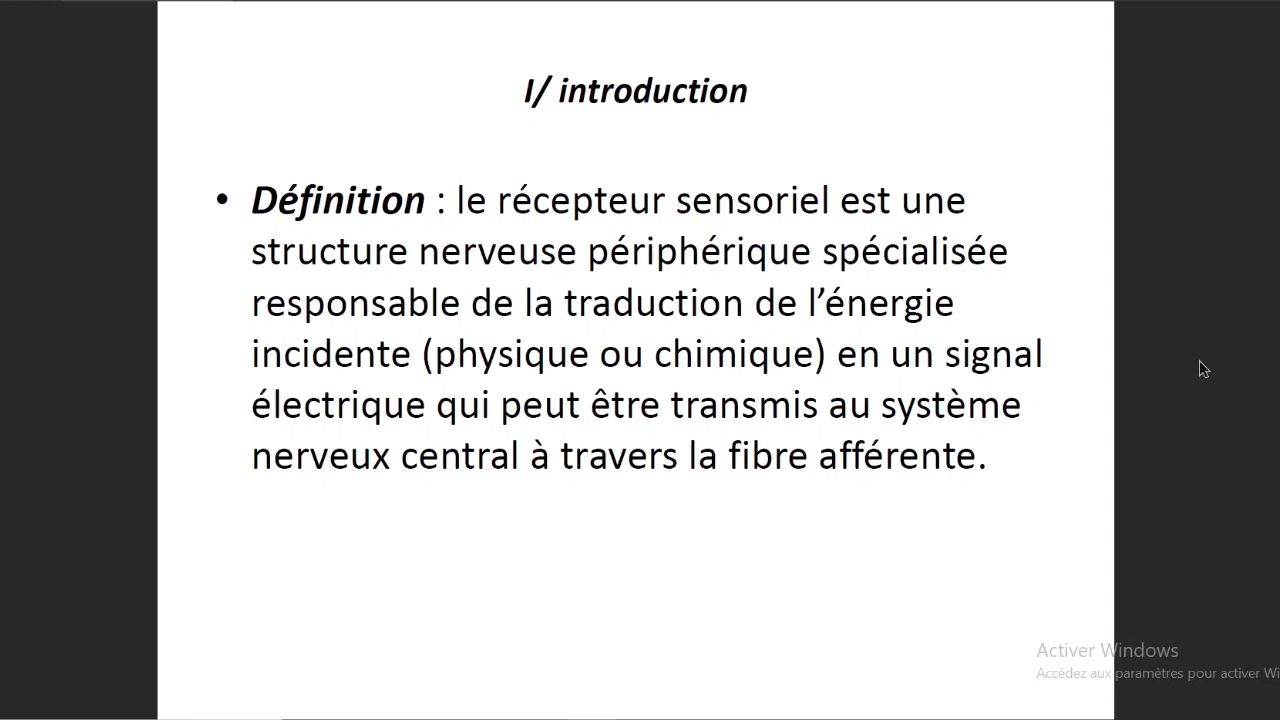 I/ introduction
• Définition : le récepteur sensoriel est une
structure nerveuse périphérique spécialisée
responsable de la traduction de l’énergie
incidente (physique ou chimique) en un signal
électrique qui peut être transmis au système
nerveux central à travers la fibre afférente.
Activer Windows
Accédez aux paramètres pour activer Wi